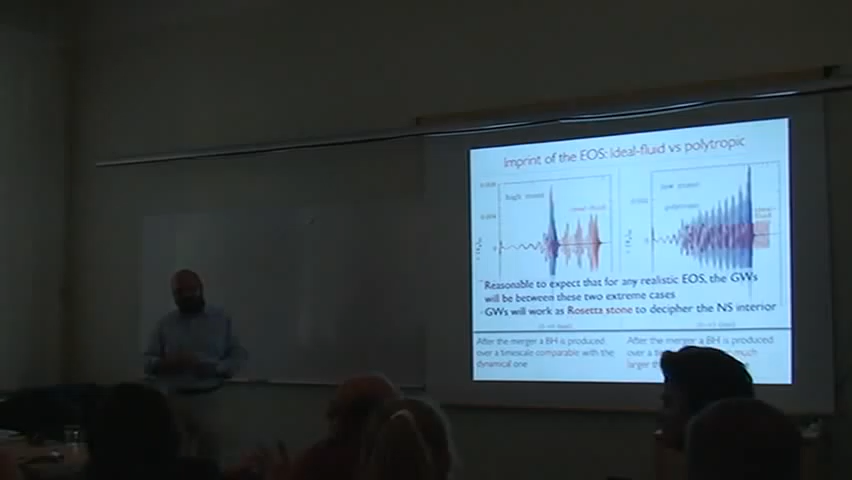 Imprint of the EOS: ideal-fluid vs polytropic
high mass
low mass
Reasonable to expect that for any realistic EOS, the GWs
will be between these two extreme cases
GWs will work as Rosetta stone to decipher the NS interior
After the merger a BH is produced
over a timescale comparable with the
dynamical one
After the merger a BH is produced
over a
much
larger